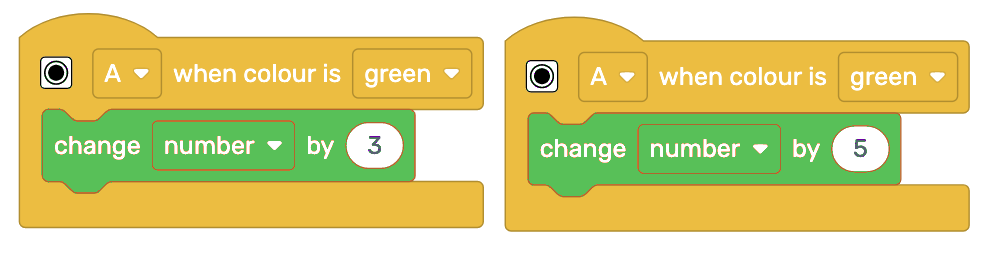 A when colour is green
change number by 3
A when colour is green
change number by 5